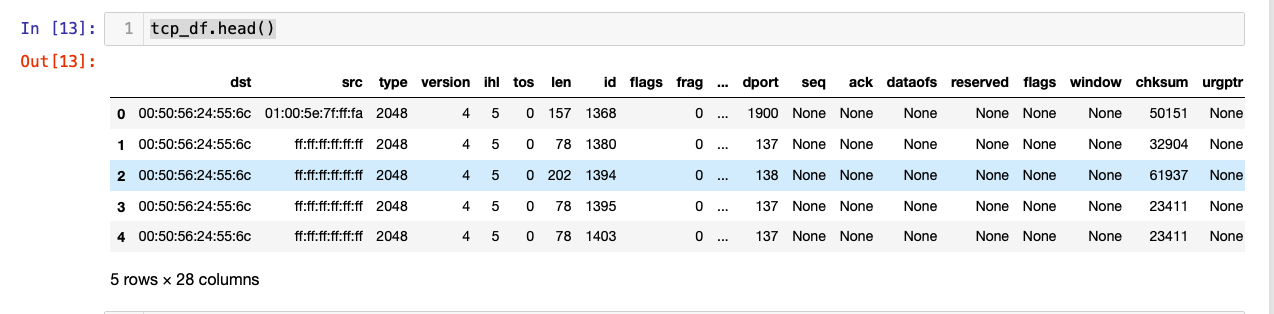 In [13]: 1 tcp_df.head()
Out[13]:
dst src type version ihl tos len id flags frag ... dport seq ack dataofs reserved flags window chksum urgptr
0 00:50:56:24:55:6c 01:00:5e:7f:ff:fa 2048 4 5 0 157 1368 0 ... 1900 None None None None None None 50151 None
1 00:50:56:24:55:6c ff:ff:ff:ff:ff:ff 2048 4 5 0 78 1380 0 ... 137 None None None None None None 32904 None
2 00:50:56:24:55:6c ff:ff:ff:ff:ff:ff 2048 4 5 0 202 1394 0 ... 138 None None None None None None 61937 None
3 00:50:56:24:55:6c ff:ff:ff:ff:ff:ff 2048 4 5 0 78 1395 0 ... 137 None None None None None None 23411 None
4 00:50:56:24:55:6c ff:ff:ff:ff:ff:ff 2048 4 5 0 78 1403 0 ... 137 None None None None None None 23411 None
5 rows × 28 columns